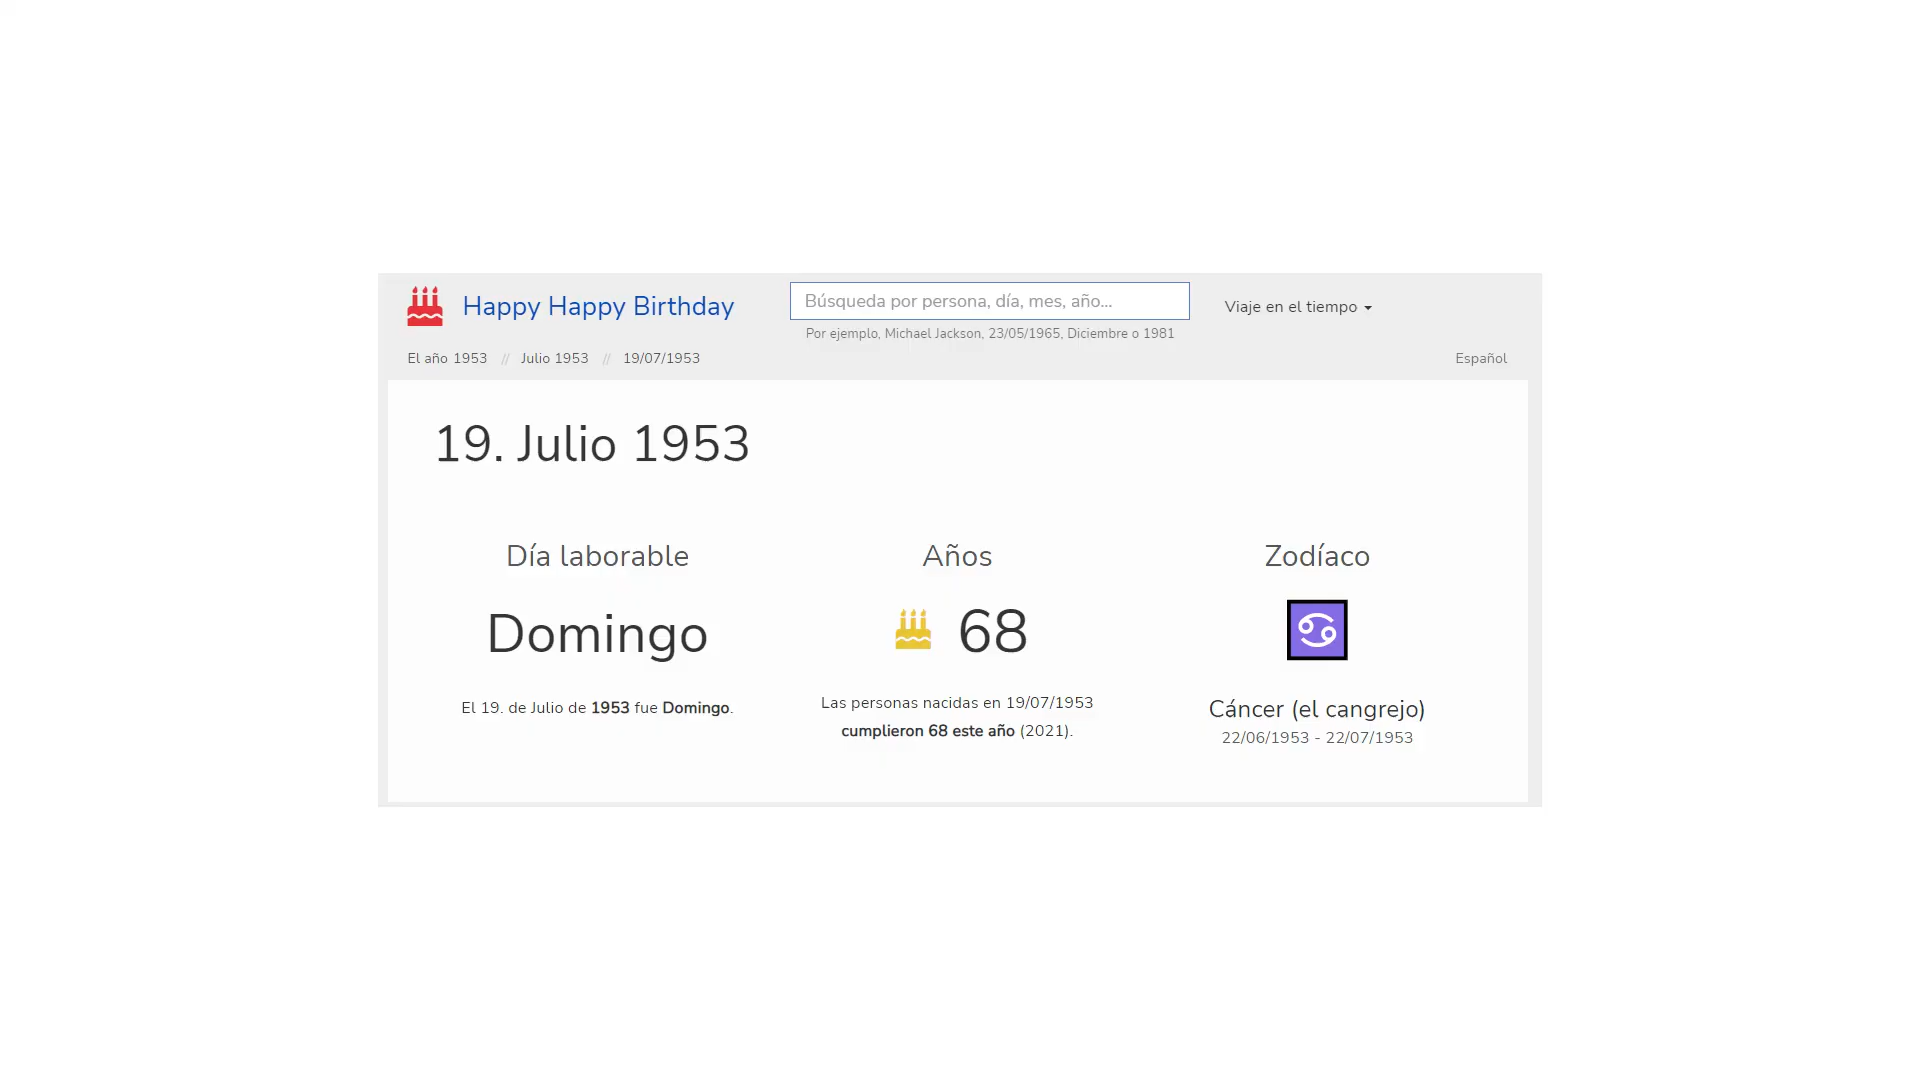 Happy Happy Birthday
Búsqueda por persona, día, mes, año...
Por ejemplo, Michael Jackson, 23/05/1965, Diciembre o 1981
Viaje en el tiempo
El año 1953 // Julio 1953 // 19/07/1953
Español
19. Julio 1953
Día laborable
Domingo
El 19. de Julio de 1953 fue Domingo.
Años
68
Las personas nacidas en 19/07/1953
cumplieron 68 este año (2021).
Zodíaco
Cáncer (el cangrejo)
22/06/1953 - 22/07/1953